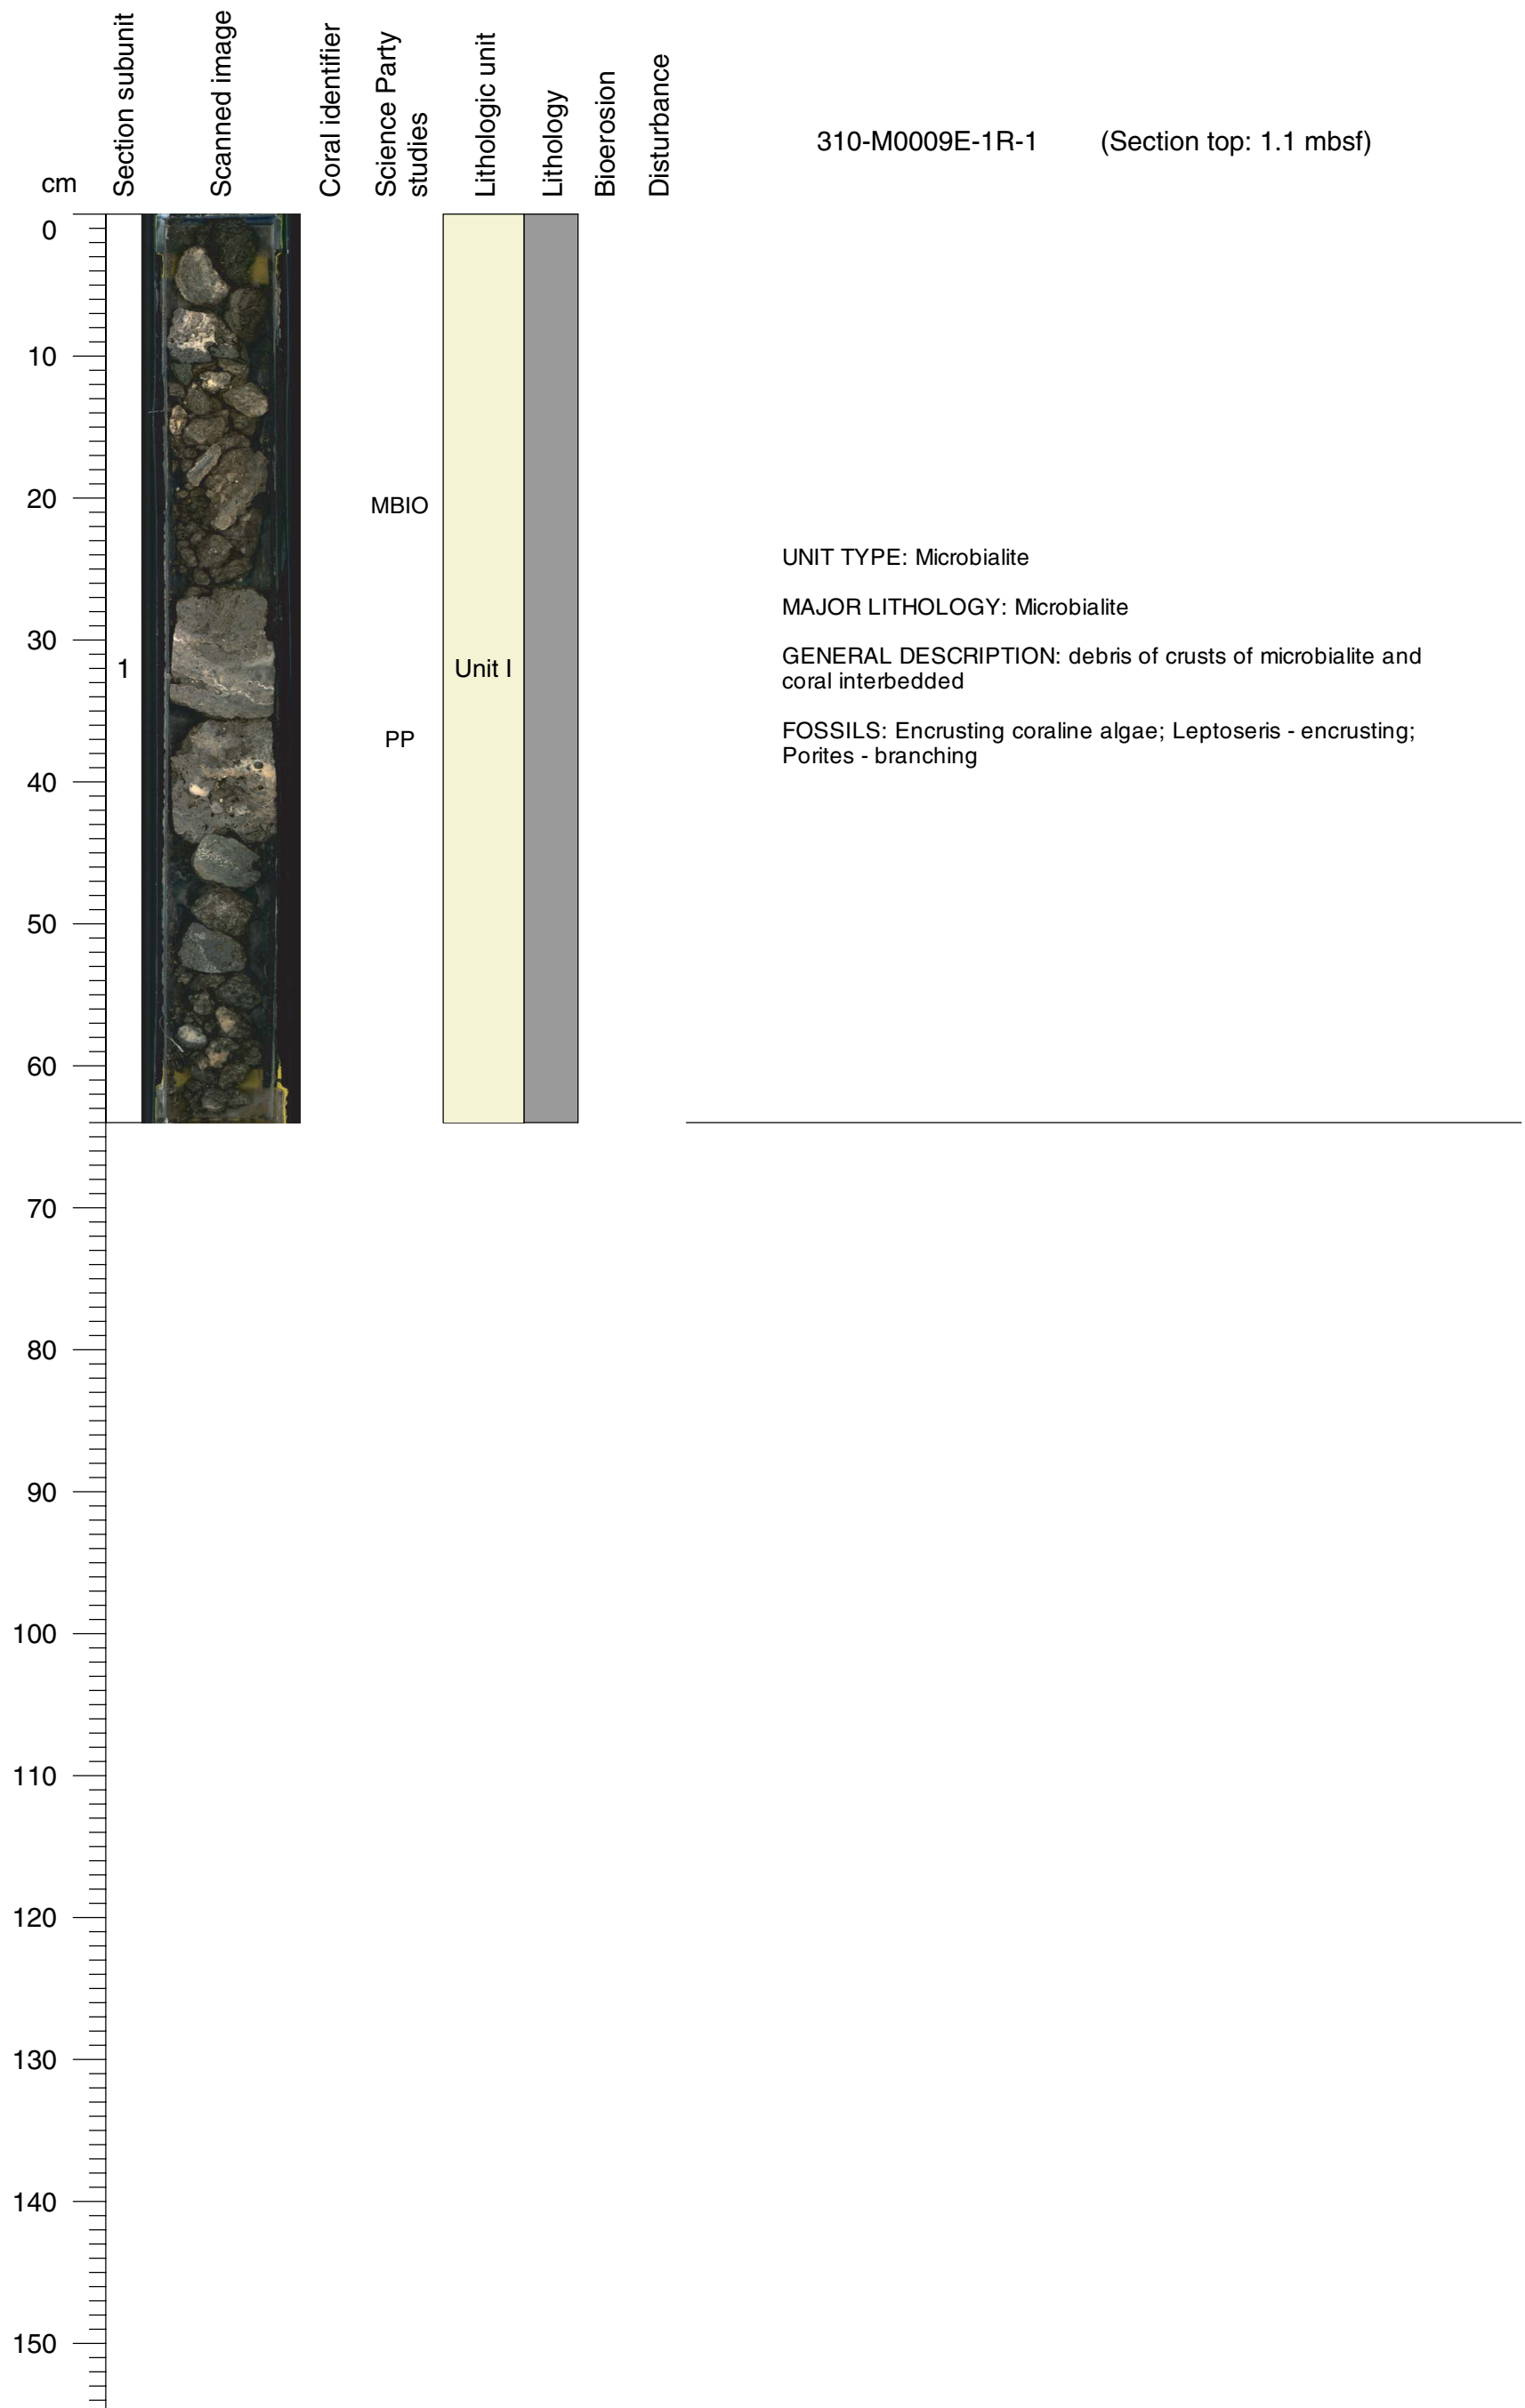 cm
Section subunit
Scanned image
Coral identifier
Science Party
studies
Lithologic unit
Lithology
Bioerosion
Disturbance
310-M0009E-1R-1 (Section top: 1.1 mbsf)
0
10
20
30
40
50
60
70
80
90
100
110
120
130
140
150
1
MBIO
PP
Unit I
UNIT TYPE: Microbialite
MAJOR LITHOLOGY: Microbialite
GENERAL DESCRIPTION: debris of crusts of microbialite and
coral interbedded
FOSSILS: Encrusting coraline algae; Leptoseris - encrusting;
Porites - branching